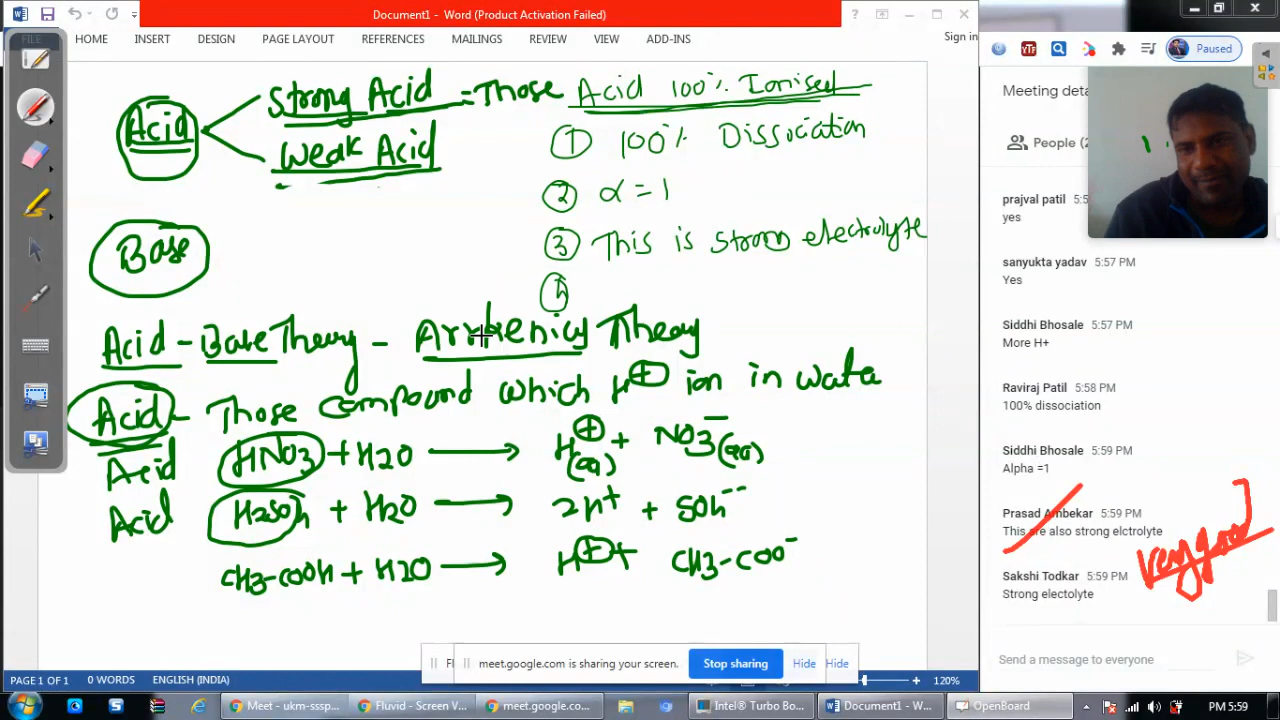 Document1 - Word (Product Activation Failed)
FILE HOME INSERT DESIGN PAGE LAYOUT REFERENCES MAILINGS REVIEW VIEW ADD-INS Sign in
Acid
Strong Acid = Those Acid 100% Ionised
Weak Acid
① 100% Dissociation
② α = 1
③ This is strong electrolyte
④
Base
Acid - Base Theory - Arrhenius Theory
Acid - Those compound which H⊕ ion in water
Acid HNO3 + H2O → H⊕(aq) + NO3⁻(aq)
Acid H2SO4 + H2O → 2H⁺ + SO4⁻⁻
CH3-COOH + H2O → H⊕ + CH3-COO⁻
meet.google.com is sharing your screen. Stop sharing Hide Hide
PAGE 1 OF 1 0 WORDS ENGLISH (INDIA) 120%
Paused
Meeting deta
People (2
prajval patil 5:5
yes
sanyukta yadav 5:57 PM
Yes
Siddhi Bhosale 5:57 PM
More H+
Raviraj Patil 5:58 PM
100% dissociation
Siddhi Bhosale 5:59 PM
Alpha =1
Prasad Ambekar 5:59 PM
This are also strong elctrolyte
very good
Sakshi Todkar 5:59 PM
Strong electolyte
Send a message to everyone
Meet - ukm-sssp... Fluvid - Screen V... meet.google.com... Intel® Turbo Bo... Document1 - Wor... OpenBoard PM 5:59